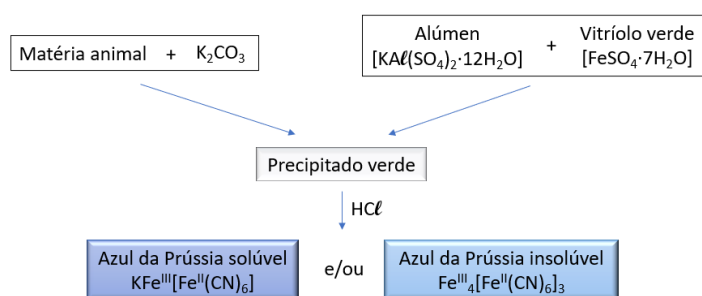 Matéria animal + K₂CO₃
Alúmen + Vitríolo verde
[KAℓ(SO₄)₂·12H₂O] [FeSO₄·7H₂O]
Precipitado verde
HCℓ
Azul da Prússia solúvel
KFeᴵᴵᴵ[Feᴵᴵ(CN)₆]
e/ou
Azul da Prússia insolúvel
Feᴵᴵᴵ₄[Feᴵᴵ(CN)₆]₃